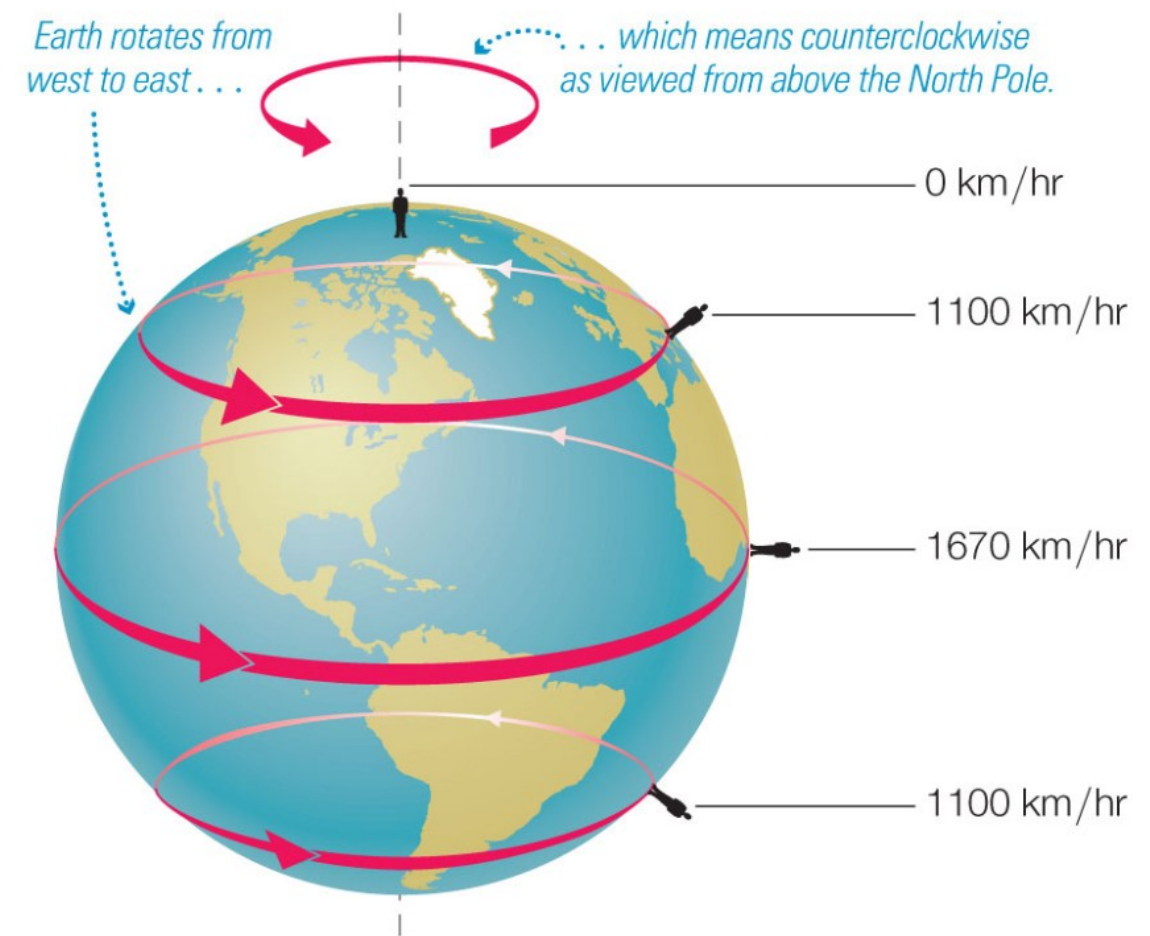 Earth rotates from
west to east . . .
. . . which means counterclockwise
as viewed from above the North Pole.
0 km/hr
1100 km/hr
1670 km/hr
1100 km/hr